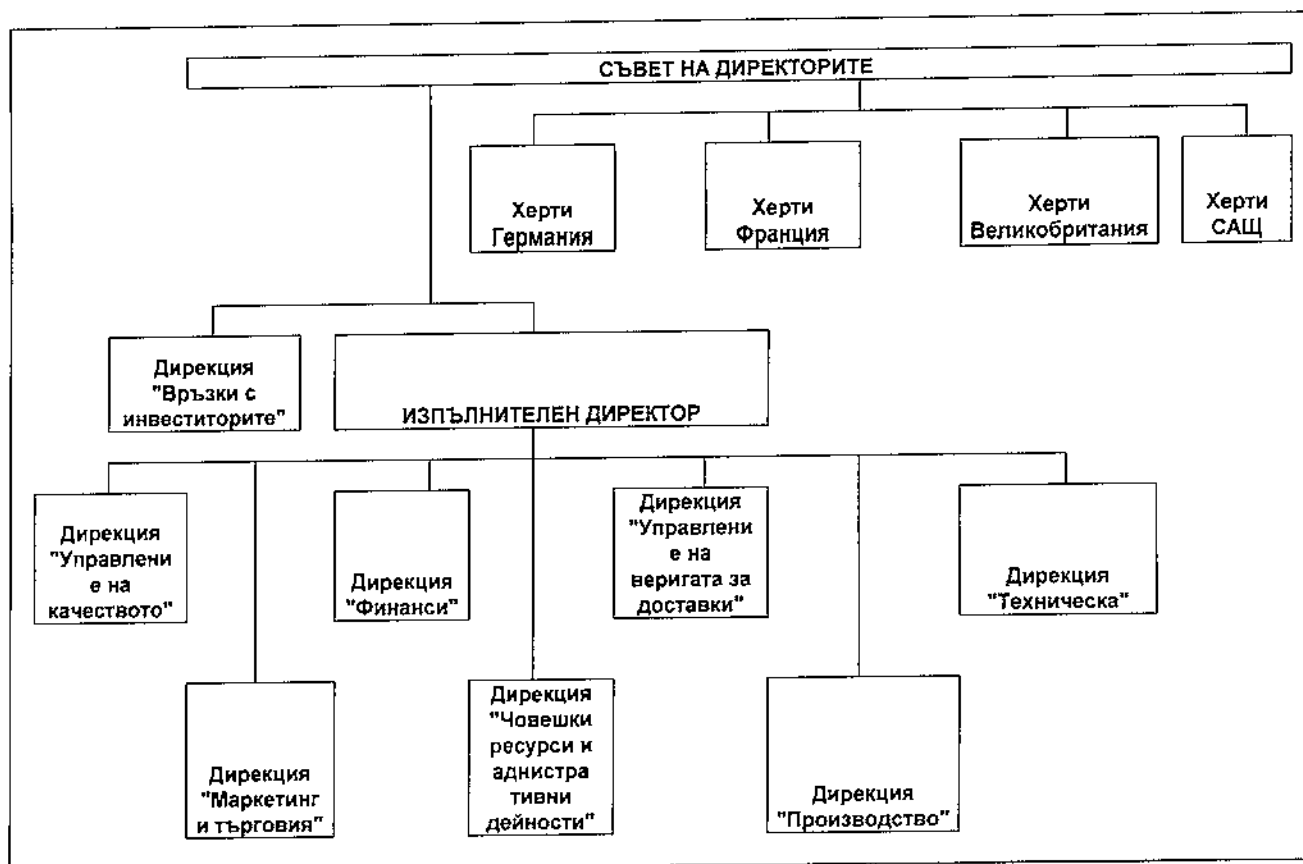 СЪВЕТ НА ДИРЕКТОРИТЕ
Херти
Германия
Херти
Франция
Херти
Великобритания
Херти
САЩ
Дирекция
"Връзки с
инвеститорите"
ИЗПЪЛНИТЕЛЕН ДИРЕКТОР
Дирекция
"Управлени
е на
качеството"
Дирекция
"Финанси"
Дирекция
"Управлени
е на
веригата за
доставки"
Дирекция
"Техническа"
Дирекция
"Маркетинг
и търговия"
Дирекция
"Човешки
ресурси и
аднистра
тивни
дейности"
Дирекция
"Производство"